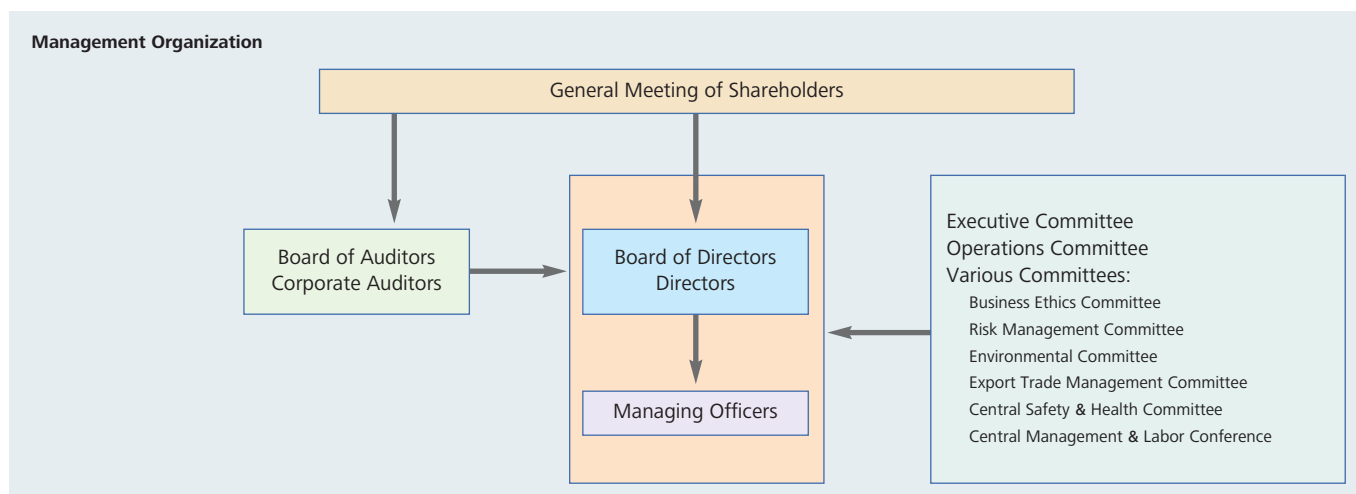 Management Organization
General Meeting of Shareholders
Board of Auditors
Corporate Auditors
Board of Directors
Directors
Managing Officers
Executive Committee
Operations Committee
Various Committees:
Business Ethics Committee
Risk Management Committee
Environmental Committee
Export Trade Management Committee
Central Safety & Health Committee
Central Management & Labor Conference